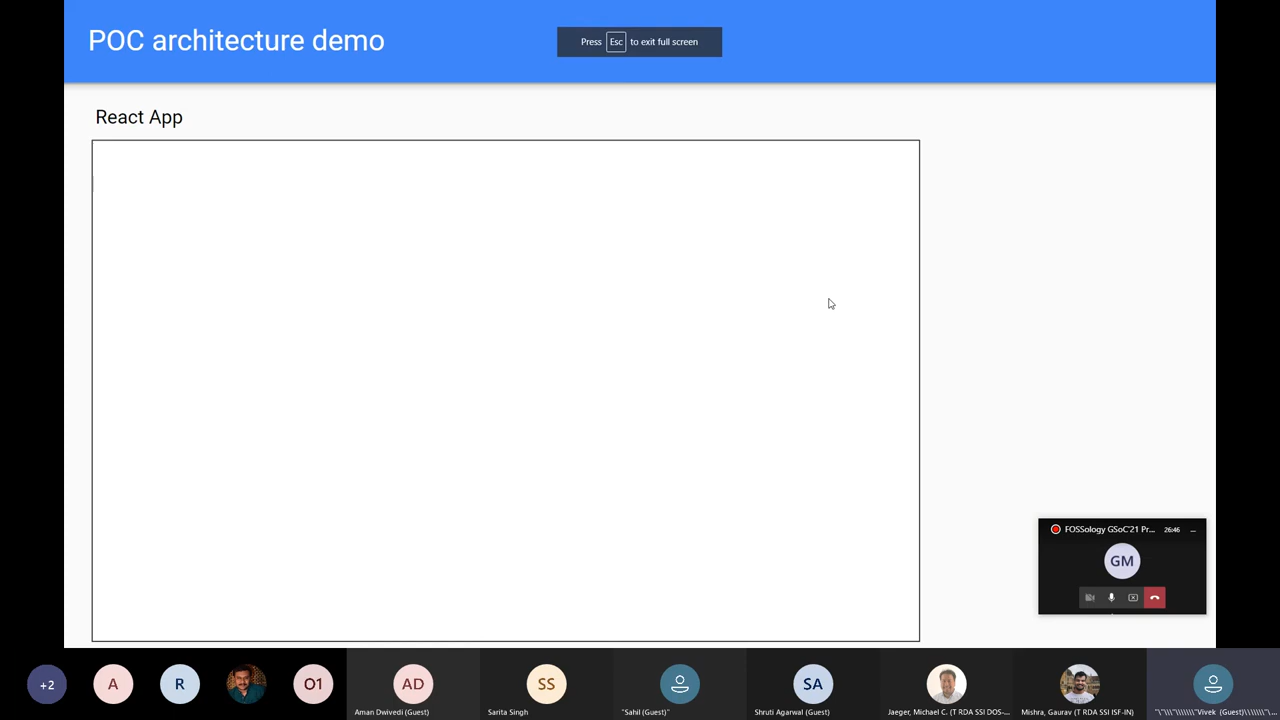 POC architecture demo
Press Esc to exit full screen
React App
FOSSology GSoC'21 Pr... 26:46
GM
+2
A
R
O1
AD
SS
SA
Aman Dwivedi (Guest)
Sarita Singh
"Sahil (Guest)"
Shruti Agarwal (Guest)
Jaeger, Michael C. (T RDA SSI DOS-...
Mishra, Gaurav (T RDA SSI ISF-IN)
"\"\\\"\\\\\\\"Vivek (Guest)\\\\\\\"\...